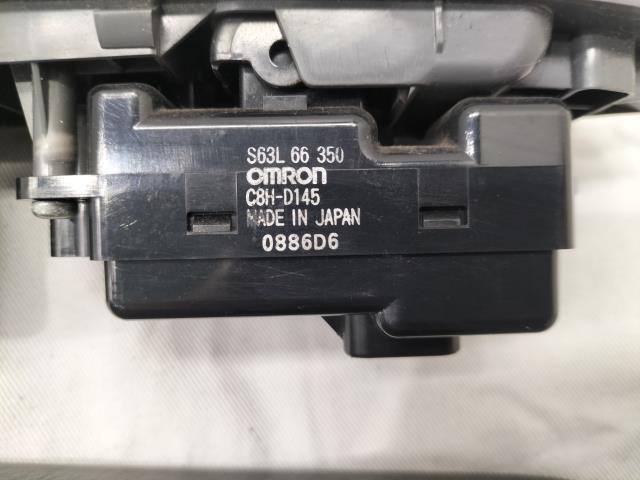 S63L 66 350
OMRON
C8H-D145
MADE IN JAPAN
0886D6